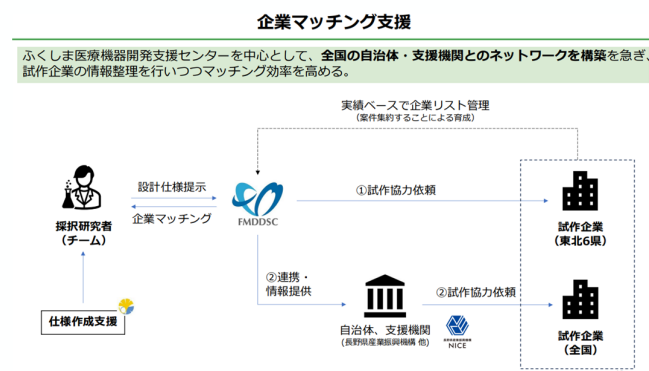 企業マッチング支援
ふくしま医療機器開発支援センターを中心として、全国の自治体・支援機関とのネットワークを構築を急ぎ、
試作企業の情報整理を行いつつマッチング効率を高める。
実績ベースで企業リスト管理
(案件集約することによる育成)
設計仕様提示
企業マッチング
採択研究者
(チーム)
FMDDSC
①試作協力依頼
試作企業
(東北6県)
②連携・
情報提供
自治体、支援機関
(長野県産業振興機構 他)
NICE
②試作協力依頼
試作企業
(全国)
仕様作成支援